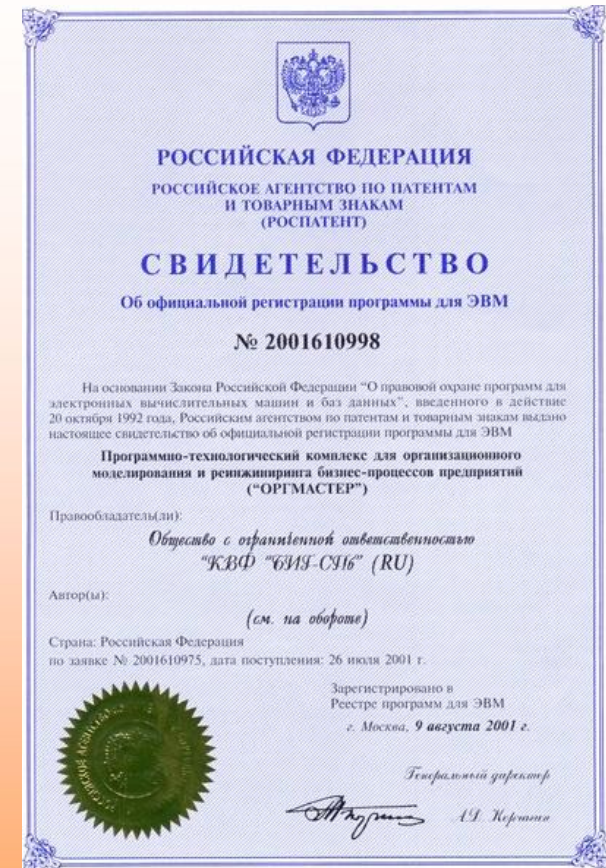 РОССИЙСКАЯ ФЕДЕРАЦИЯ
РОССИЙСКОЕ АГЕНТСТВО ПО ПАТЕНТАМ
И ТОВАРНЫМ ЗНАКАМ
(РОСПАТЕНТ)
СВИДЕТЕЛЬСТВО
Об официальной регистрации программы для ЭВМ
№ 2001610998
На основании Закона Российской Федерации “О правовой охране программ для
электронных вычислительных машин и баз данных”, введенного в действие
20 октября 1992 года, Российским агентством по патентам и товарным знакам выдано
настоящее свидетельство об официальной регистрации программы для ЭВМ
Программно-технологический комплекс для организационного
моделирования и реинжиниринга бизнес-процессов предприятий
(“ОРГМАСТЕР”)
Правообладатель(ли):
Общество с ограниченной ответственностью
“КВФ “БИГ-СПб” (RU)
Автор(ы):
(см. на обороте)
Страна: Российская Федерация
по заявке № 2001610975, дата поступления: 26 июля 2001 г.
Зарегистрировано в
Реестре программ для ЭВМ
г. Москва, 9 августа 2001 г.
Генеральный директор